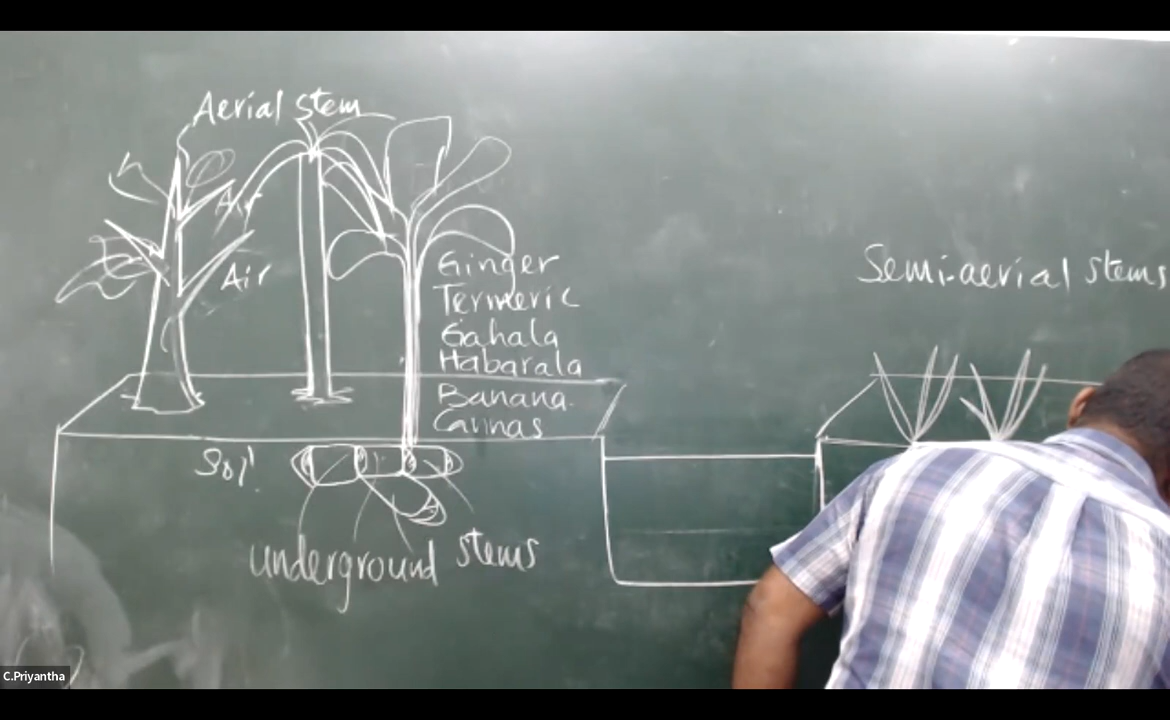 Aerial stem
Air
Air
Ginger
Termeric
Gahala
Habarala
Banana
Cannas
Soil
underground stems
Semi-aerial stems
C.Priyantha